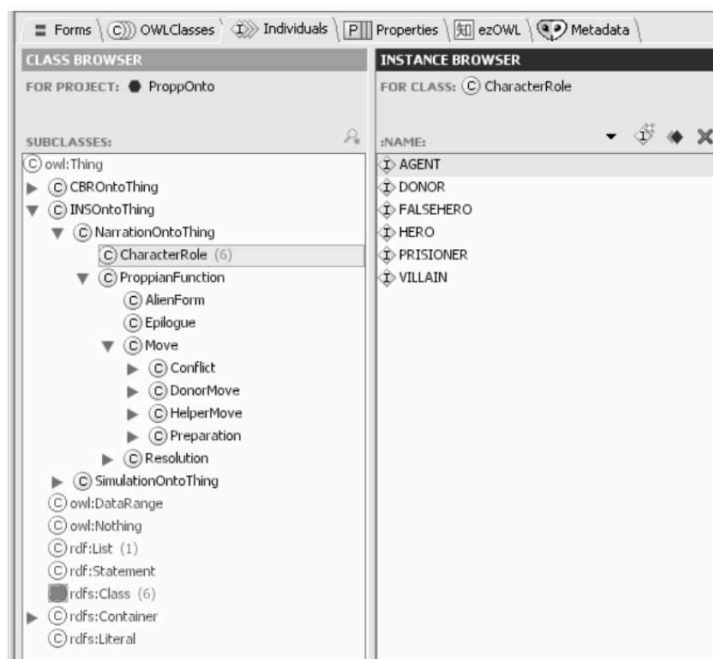 Forms OWLClasses Individuals Properties ezOWL Metadata
CLASS BROWSER
FOR PROJECT: ProppOnto
SUBCLASSES:
owl:Thing
CBROntoThing
INSOntoThing
NarrationOntoThing
CharacterRole (6)
ProppianFunction
AlienForm
Epilogue
Move
Conflict
DonorMove
HelperMove
Preparation
Resolution
SimulationOntoThing
owl:DataRange
owl:Nothing
rdf:List (1)
rdf:Statement
rdfs:Class (6)
rdfs:Container
rdfs:Literal
INSTANCE BROWSER
FOR CLASS: C CharacterRole
:NAME:
AGENT
DONOR
FALSEHERO
HERO
PRISIONER
VILLAIN